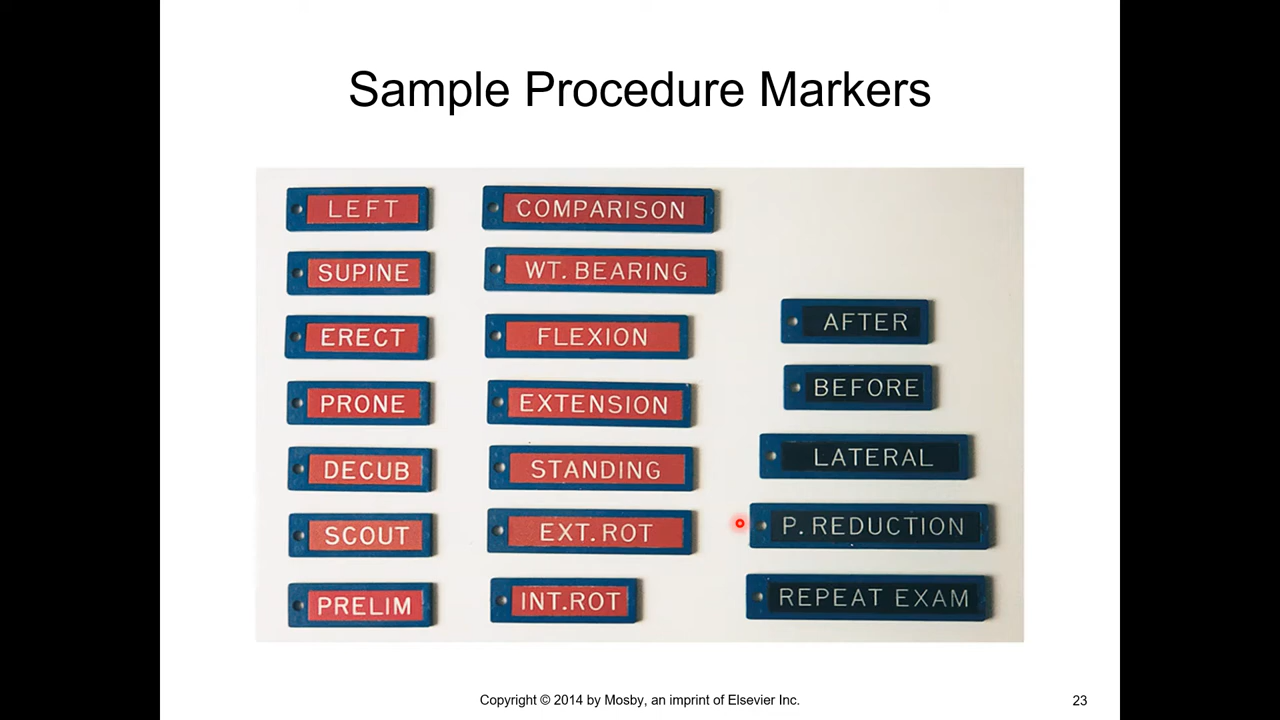 Sample Procedure Markers
LEFT
SUPINE
ERECT
PRONE
DECUB
SCOUT
PRELIM
COMPARISON
WT. BEARING
FLEXION
EXTENSION
STANDING
EXT.ROT
INT.ROT
AFTER
BEFORE
LATERAL
P. REDUCTION
REPEAT EXAM
Copyright © 2014 by Mosby, an imprint of Elsevier Inc.
23